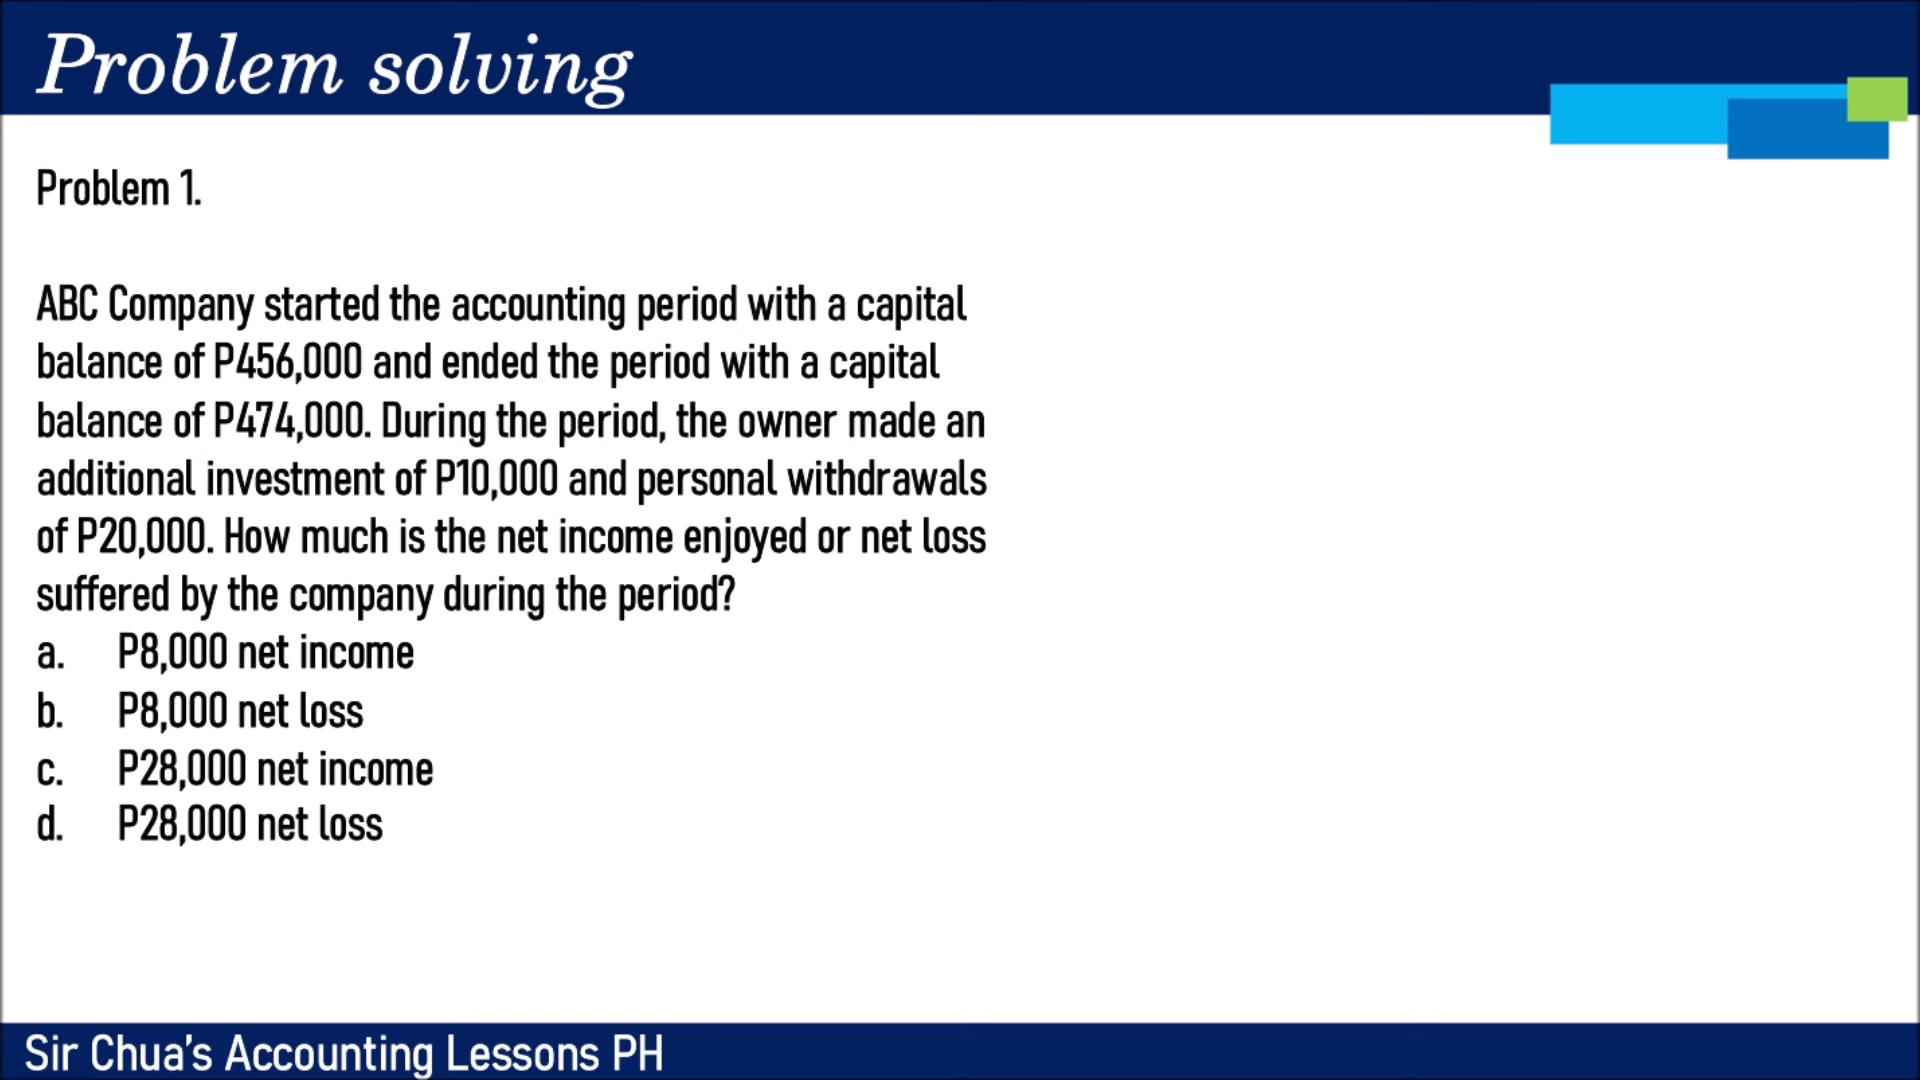 Problem solving
Problem 1.
ABC Company started the accounting period with a capital
balance of P456,000 and ended the period with a capital
balance of P474,000. During the period, the owner made an
additional investment of P10,000 and personal withdrawals
of P20,000. How much is the net income enjoyed or net loss
suffered by the company during the period?
a. P8,000 net income
b. P8,000 net loss
c. P28,000 net income
d. P28,000 net loss
Sir Chua's Accounting Lessons PH